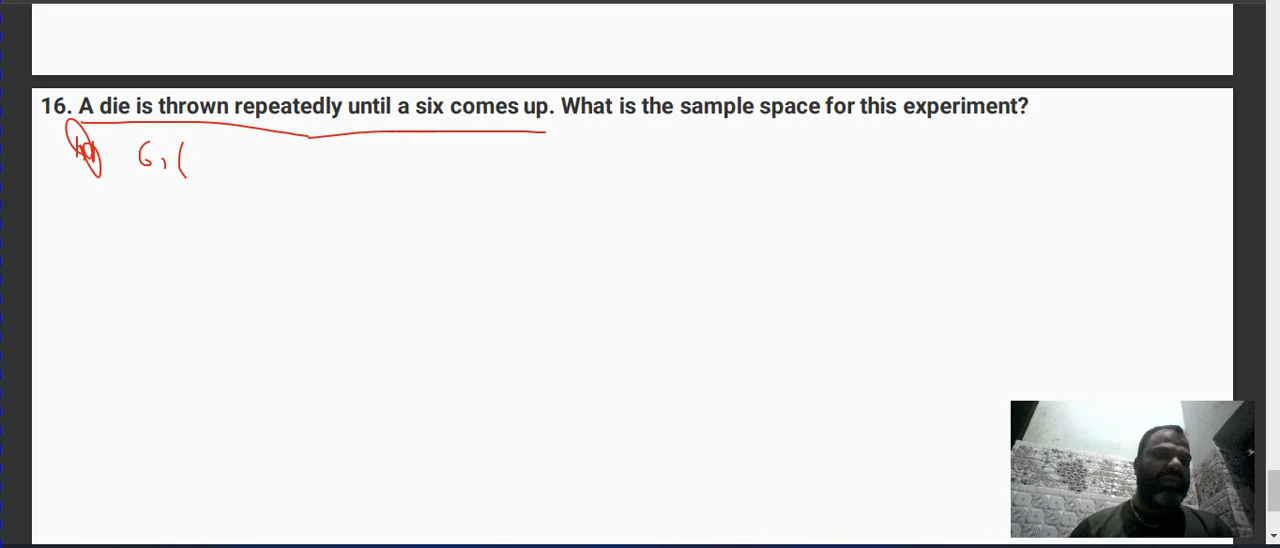 16. A die is thrown repeatedly until a six comes up. What is the sample space for this experiment?
6, (